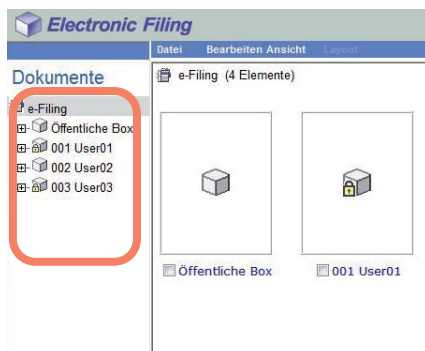 Electronic Filing
Datei Bearbeiten Ansicht Layout
Dokumente
e-Filing
Öffentliche Box
001 User01
002 User02
003 User03
e-Filing (4 Elemente)
Öffentliche Box
001 User01